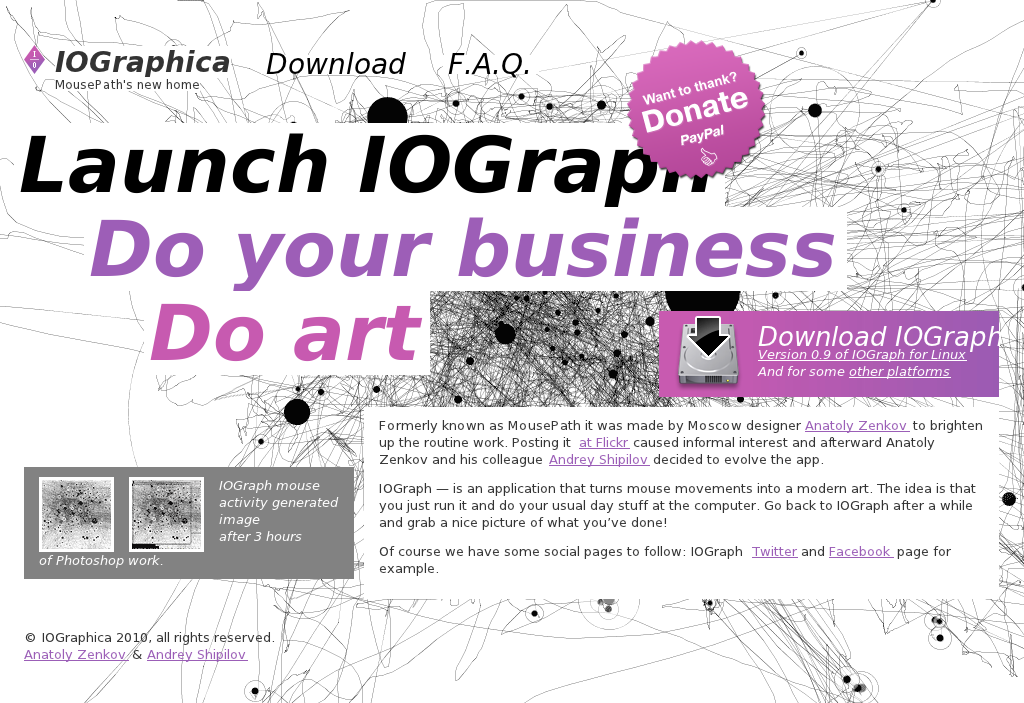 IOGraphica
MousePath's new home
Download
F.A.Q.
Want to thank?
Donate
PayPal
Launch IOGraph
Do your business
Do art
Download IOGraph
Version 0.9 of IOGraph for Linux
And for some other platforms
Formerly known as MousePath it was made by Moscow designer Anatoly Zenkov to brighten
up the routine work. Posting it at Flickr caused informal interest and afterward Anatoly
Zenkov and his colleague Andrey Shipilov decided to evolve the app.
IOGraph — is an application that turns mouse movements into a modern art. The idea is that
you just run it and do your usual day stuff at the computer. Go back to IOGraph after a while
and grab a nice picture of what you’ve done!
Of course we have some social pages to follow: IOGraph Twitter and Facebook page for
example.
IOGraph mouse
activity generated
image
after 3 hours
of Photoshop work.
© IOGraphica 2010, all rights reserved.
Anatoly Zenkov & Andrey Shipilov